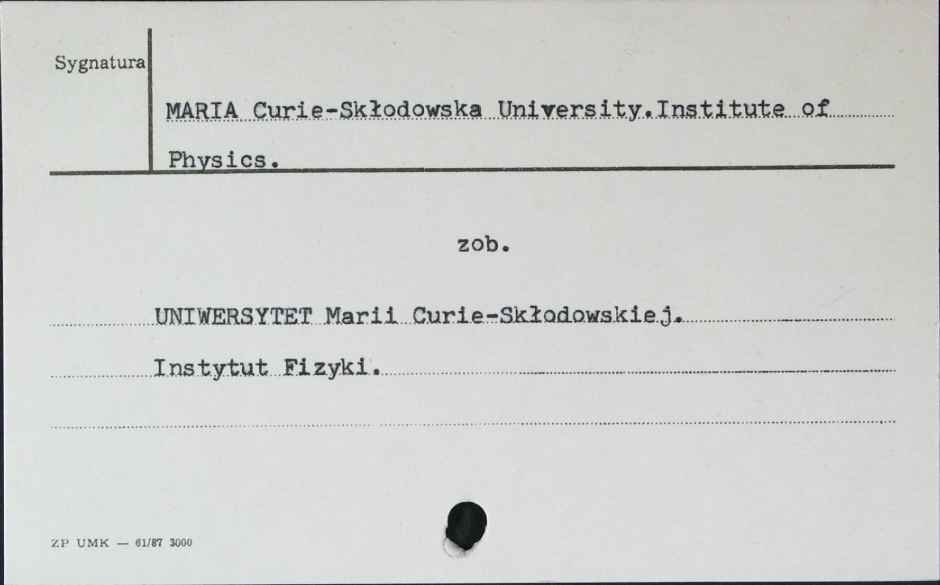 Sygnatura
MARIA Curie-Skłodowska University.Institute of
Physics.
zob.
UNIWERSYTET Marii Curie-Skłodowskiej.
Instytut Fizyki.
ZP UMK — 61/87 3000